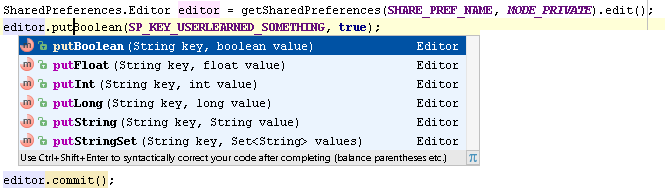 SharedPreferences.Editor editor = getSharedPreferences(SHARE_PREF_NAME, MODE_PRIVATE).edit();
editor.putBoolean(SP_KEY_USERLEARNED_SOMETHING, true);
m putBoolean(String key, boolean value) Editor
m putFloat(String key, float value) Editor
m putInt(String key, int value) Editor
m putLong(String key, long value) Editor
m putString(String key, String value) Editor
m putStringSet(String key, Set<String> values) Editor
Use Ctrl+Shift+Enter to syntactically correct your code after completing (balance parentheses etc.) π
editor.commit();